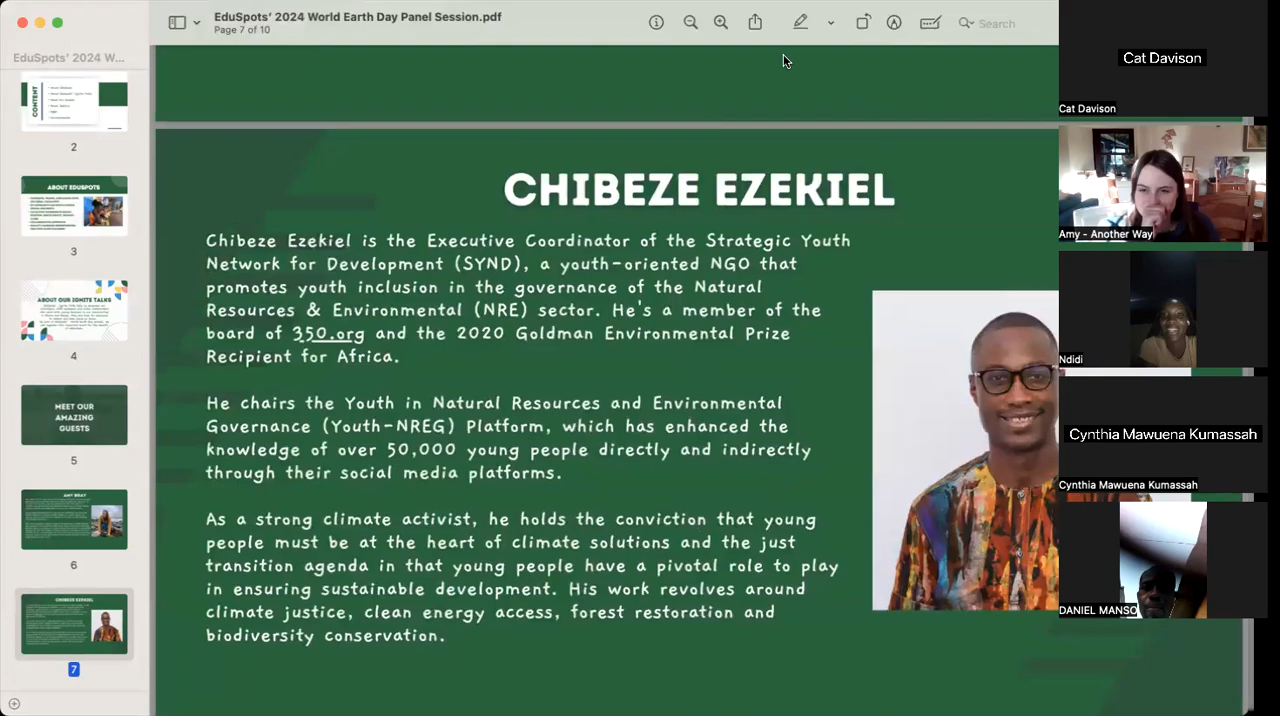 EduSpots' 2024 World Earth Day Panel Session.pdf
Page 7 of 10
Search
EduSpots' 2024 W...
CONTENT
2
ABOUT EDUSPOTS
3
ABOUT OUR IGNITE TALKS
4
MEET OUR
AMAZING
GUESTS
5
AMY BRAY
6
CHIBEZE EZEKIEL
7
CHIBEZE EZEKIEL
Chibeze Ezekiel is the Executive Coordinator of the Strategic Youth
Network for Development (SYND), a youth-oriented NGO that
promotes youth inclusion in the governance of the Natural
Resources & Environmental (NRE) sector. He's a member of the
board of 350.org and the 2020 Goldman Environmental Prize
Recipient for Africa.
He chairs the Youth in Natural Resources and Environmental
Governance (Youth-NREG) Platform, which has enhanced the
knowledge of over 50,000 young people directly and indirectly
through their social media platforms.
As a strong climate activist, he holds the conviction that young
people must be at the heart of climate solutions and the just
transition agenda in that young people have a pivotal role to play
in ensuring sustainable development. His work revolves around
climate justice, clean energy access, forest restoration and
biodiversity conservation.
Cat Davison
Cat Davison
Amy - Another Way
Ndidi
Cynthia Mawuena Kumassah
Cynthia Mawuena Kumassah
DANIEL MANSO